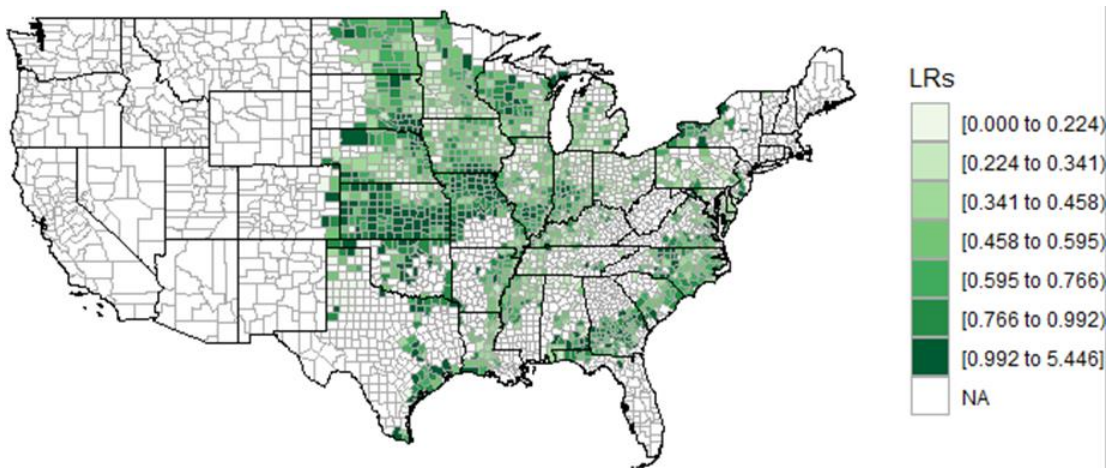 LRs
[0.000 to 0.224)
[0.224 to 0.341)
[0.341 to 0.458)
[0.458 to 0.595)
[0.595 to 0.766)
[0.766 to 0.992)
[0.992 to 5.446]
NA